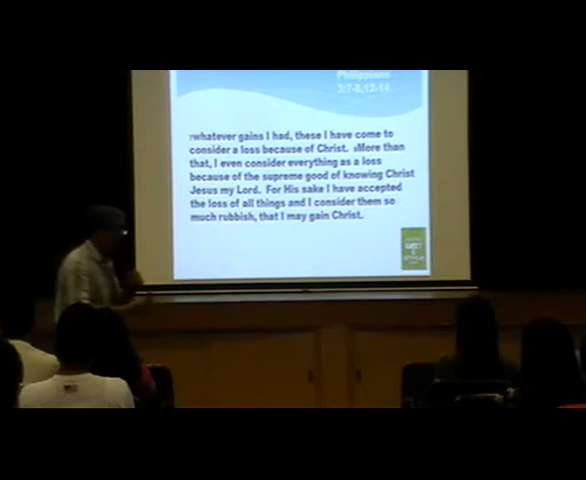 Philippians
3:7-8,12-14
7whatever gains I had, these I have come to
consider a loss because of Christ. 8More than
that, I even consider everything as a loss
because of the supreme good of knowing Christ
Jesus my Lord. For His sake I have accepted
the loss of all things and I consider them so
much rubbish, that I may gain Christ.